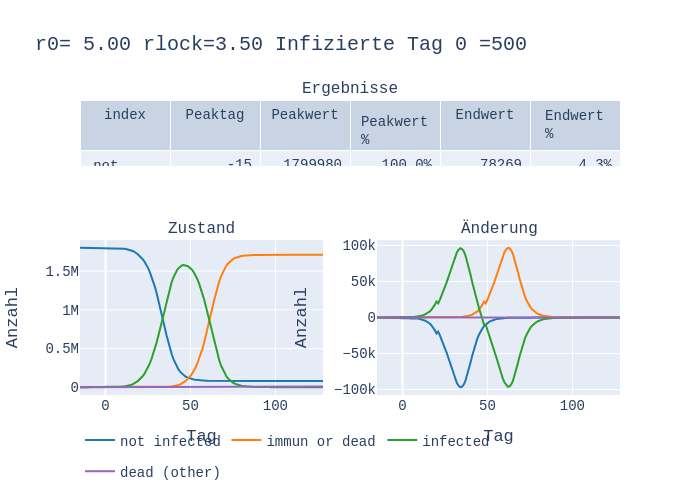 r0= 5.00 rlock=3.50 Infizierte Tag 0 =500
Ergebnisse
index Peaktag Peakwert Peakwert % Endwert Endwert %
not -15 1799980 100.0% 78269 4.3%
Zustand Änderung
1.5M
1M
0.5M
0
Anzahl
0 50 100
Tag
100k
50k
0
−50k
−100k
Anzahl
0 50 100
Tag
not infected immun or dead infected
dead (other)